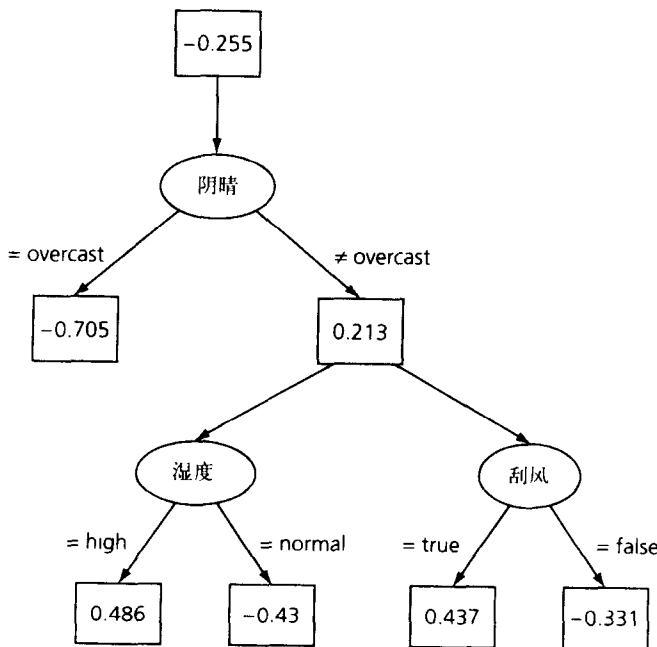 −0.255
阴晴
= overcast
≠ overcast
−0.705
0.213
湿度
刮风
= high
= normal
= true
= false
0.486
−0.43
0.437
−0.331